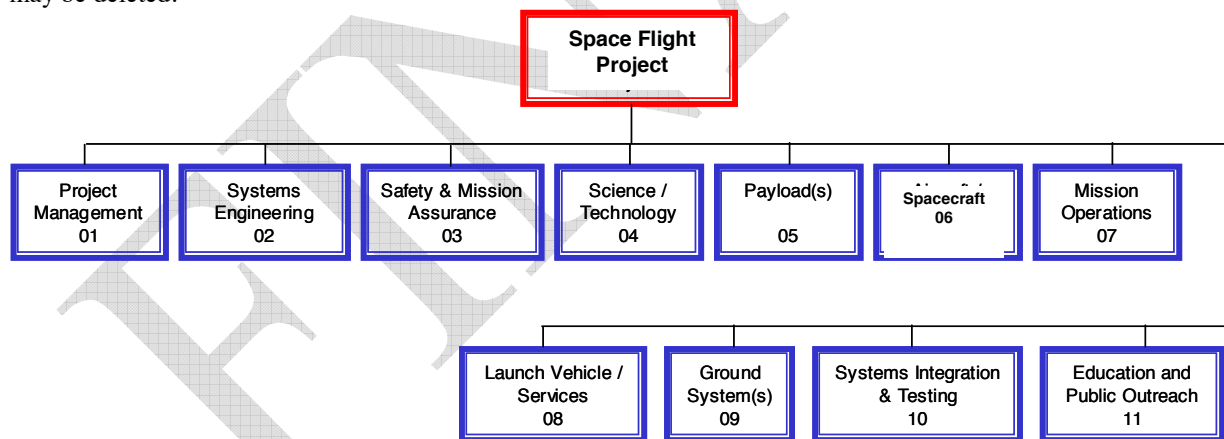 may be deleted.
Space Flight
Project
Project
Management
01
Systems
Engineering
02
Safety & Mission
Assurance
03
Science /
Technology
04
Payload(s)
05
Spacecraft
06
Mission
Operations
07
Launch Vehicle /
Services
08
Ground
System(s)
09
Systems Integration
& Testing
10
Education and
Public Outreach
11